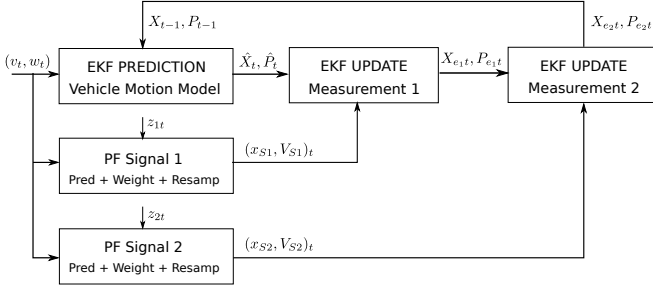 X_{t-1}, P_{t-1}
X_{e_2t}, P_{e_2t}
(v_t, w_t)
EKF PREDICTION
Vehicle Motion Model
X̂_t, P̂_t
EKF UPDATE
Measurement 1
X_{e_1t}, P_{e_1t}
EKF UPDATE
Measurement 2
z_{1t}
PF Signal 1
Pred + Weight + Resamp
(x_{S1}, V_{S1})_t
z_{2t}
PF Signal 2
Pred + Weight + Resamp
(x_{S2}, V_{S2})_t